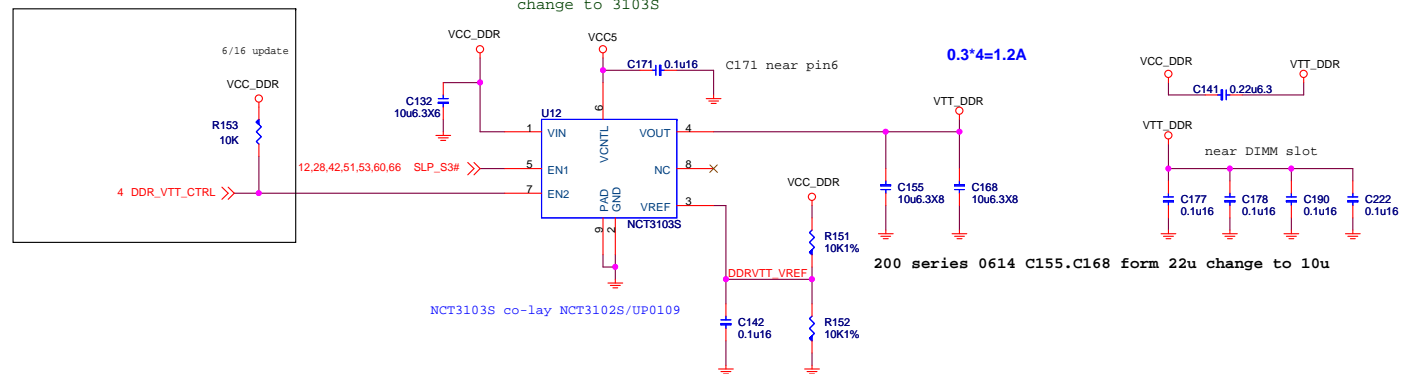 change to 3103S
6/16 update
VCC_DDR
R153
10K
4 DDR_VTT_CTRL
VCC_DDR
C132
10u6.3X6
VCC5
C171 0.1u16
C171 near pin6
U12
1 VIN
6 VCNTL
VOUT 4
12,28,42,51,53,60,66 SLP_S3#
5 EN1
NC 8
7 EN2
VREF 3
PAD
GND
9
2
NCT3103S
NCT3103S co-lay NCT3102S/UP0109
0.3*4=1.2A
VTT_DDR
C155
10u6.3X8
C168
10u6.3X8
VCC_DDR
R151
10K1%
DDRVTT_VREF
C142
0.1u16
R152
10K1%
200 series 0614 C155.C168 form 22u change to 10u
VCC_DDR
VTT_DDR
C141 0.22u6.3
VTT_DDR
near DIMM slot
C177
0.1u16
C178
0.1u16
C190
0.1u16
C222
0.1u16